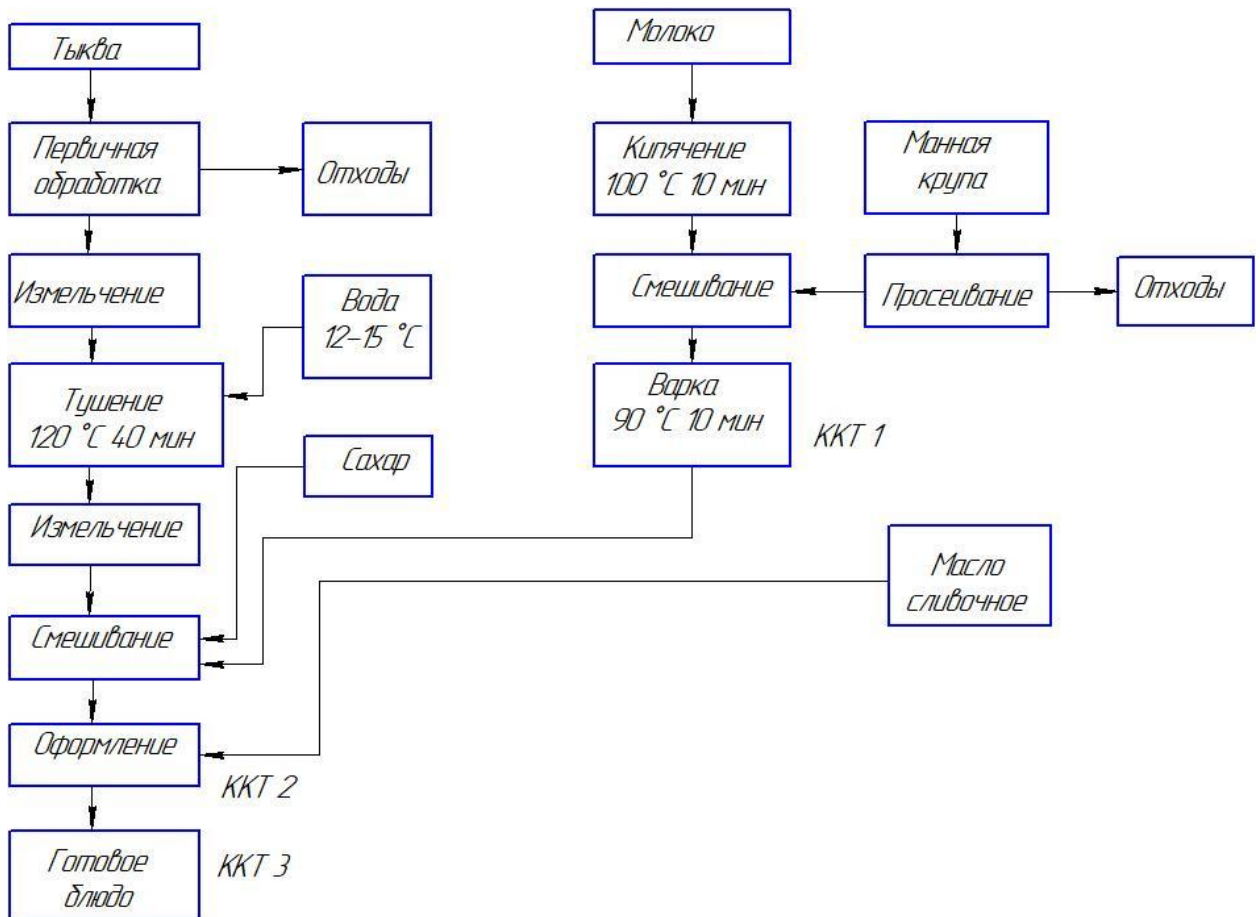 Тыква
Молоко
Первичная
обработка
Отходы
Кипячение
100 °С 10 мин
Манная
крупа
Измельчение
Вода
12-15 °С
Смешивание
Просеивание
Отходы
Тушение
120 °С 40 мин
Варка
90 °С 10 мин
ККТ 1
Сахар
Измельчение
Масло
сливочное
Смешивание
Оформление
ККТ 2
Готовое
блюдо
ККТ 3